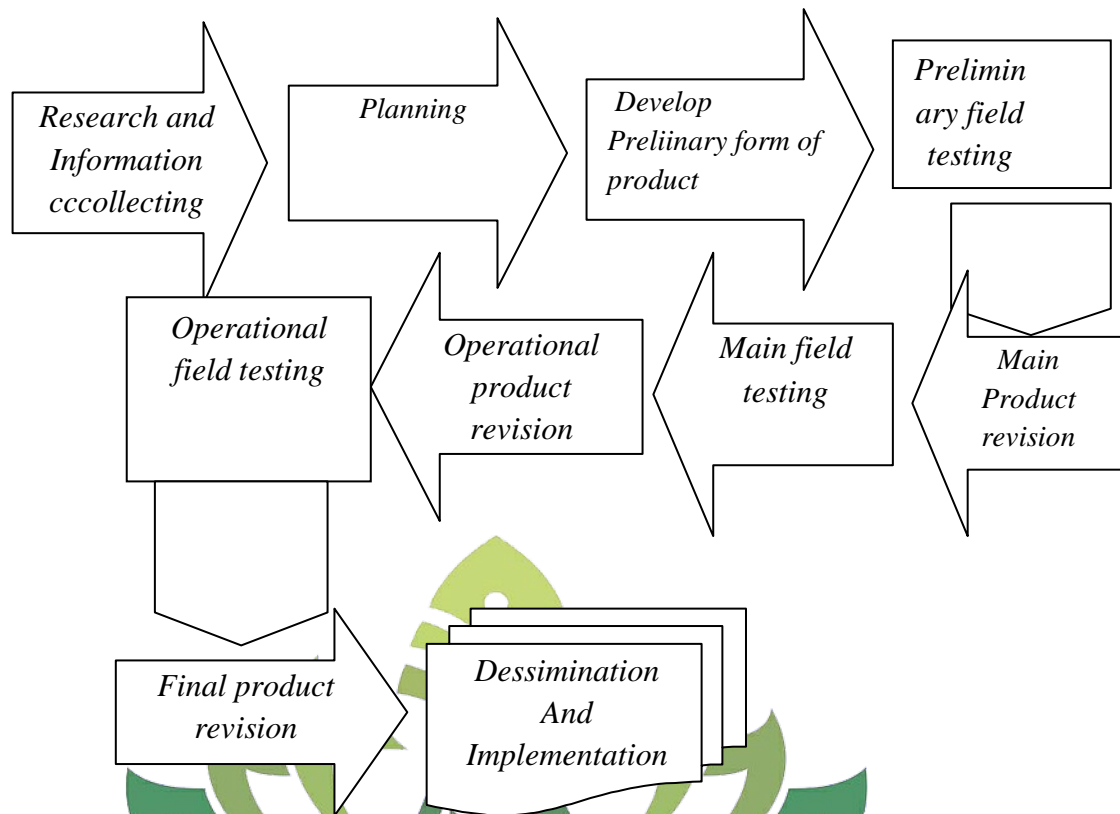 Research and
Information
cccollecting
Planning
Develop
Preliinary form of
product
Prelimin
ary field
testing
Main
Product
revision
Main field
testing
Operational
product
revision
Operational
field testing
Final product
revision
Dessimination
And
Implementation